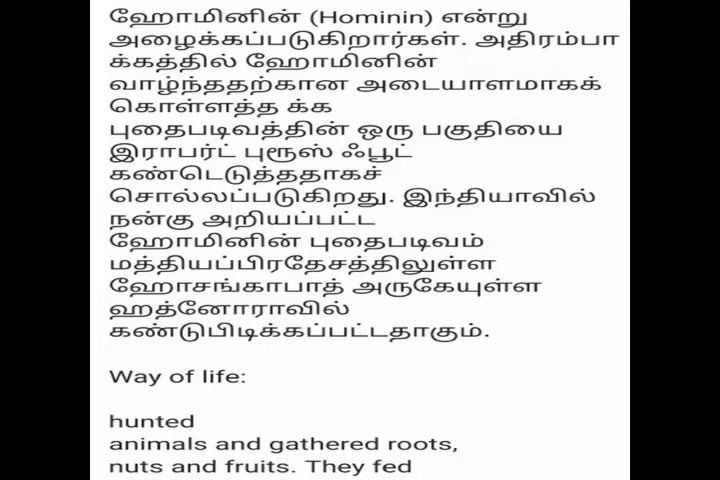 ஹோமினின் (Hominin) என்று
அழைக்கப்படுகிறார்கள். அதிரம்பா
க்கத்தில் ஹோமினின்
வாழ்ந்ததற்கான அடையாளமாகக்
கொள்ளத்த க்க
புதைபடிவத்தின் ஒரு பகுதியை
இராபர்ட் புரூஸ் ஃபூட்
கண்டெடுத்ததாகச்
சொல்லப்படுகிறது. இந்தியாவில்
நன்கு அறியப்பட்ட
ஹோமினின் புதைபடிவம்
மத்தியப்பிரதேசத்திலுள்ள
ஹோசங்காபாத் அருகேயுள்ள
ஹத்னோராவில்
கண்டுபிடிக்கப்பட்டதாகும்.
Way of life:
hunted
animals and gathered roots,
nuts and fruits. They fed